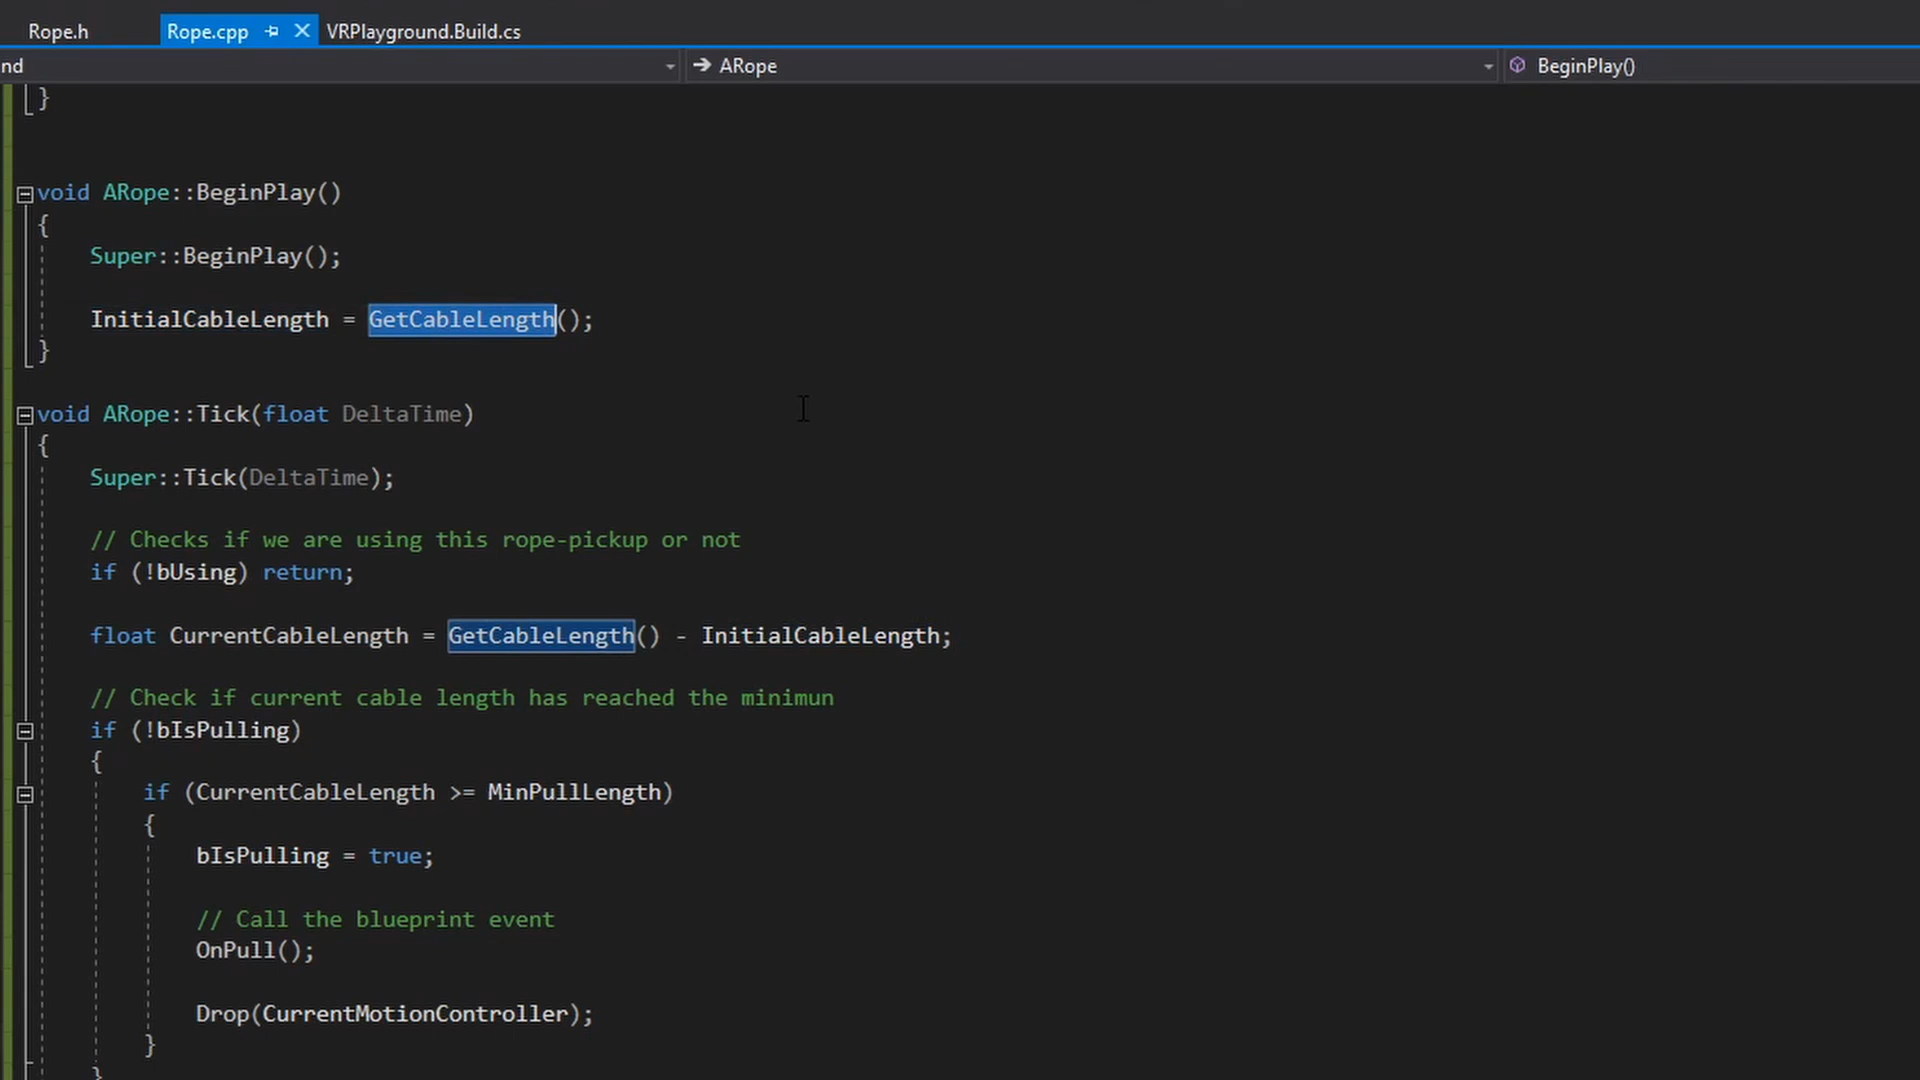 Rope.h Rope.cpp VRPlayground.Build.cs
nd ARope BeginPlay()
}
void ARope::BeginPlay()
{
Super::BeginPlay();
InitialCableLength = GetCableLength();
}
void ARope::Tick(float DeltaTime)
{
Super::Tick(DeltaTime);
// Checks if we are using this rope-pickup or not
if (!bUsing) return;
float CurrentCableLength = GetCableLength() - InitialCableLength;
// Check if current cable length has reached the minimun
if (!bIsPulling)
{
if (CurrentCableLength >= MinPullLength)
{
bIsPulling = true;
// Call the blueprint event
OnPull();
Drop(CurrentMotionController);
}
}